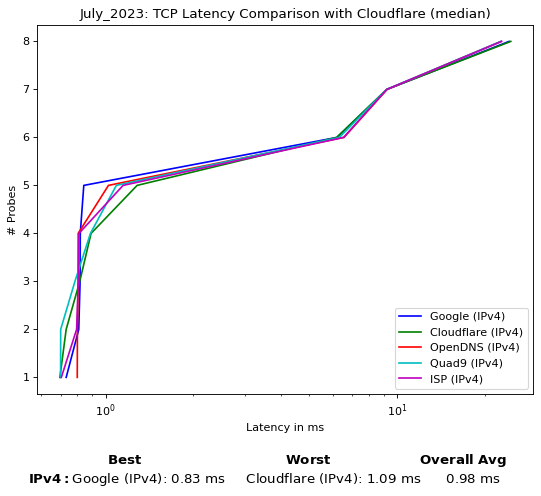 July_2023: TCP Latency Comparison with Cloudflare (median)
8
7
6
5
4
3
2
1
# Probes
10⁰
10¹
Latency in ms
Google (IPv4)
Cloudflare (IPv4)
OpenDNS (IPv4)
Quad9 (IPv4)
ISP (IPv4)
Best Worst Overall Avg
IPv4: Google (IPv4): 0.83 ms Cloudflare (IPv4): 1.09 ms 0.98 ms